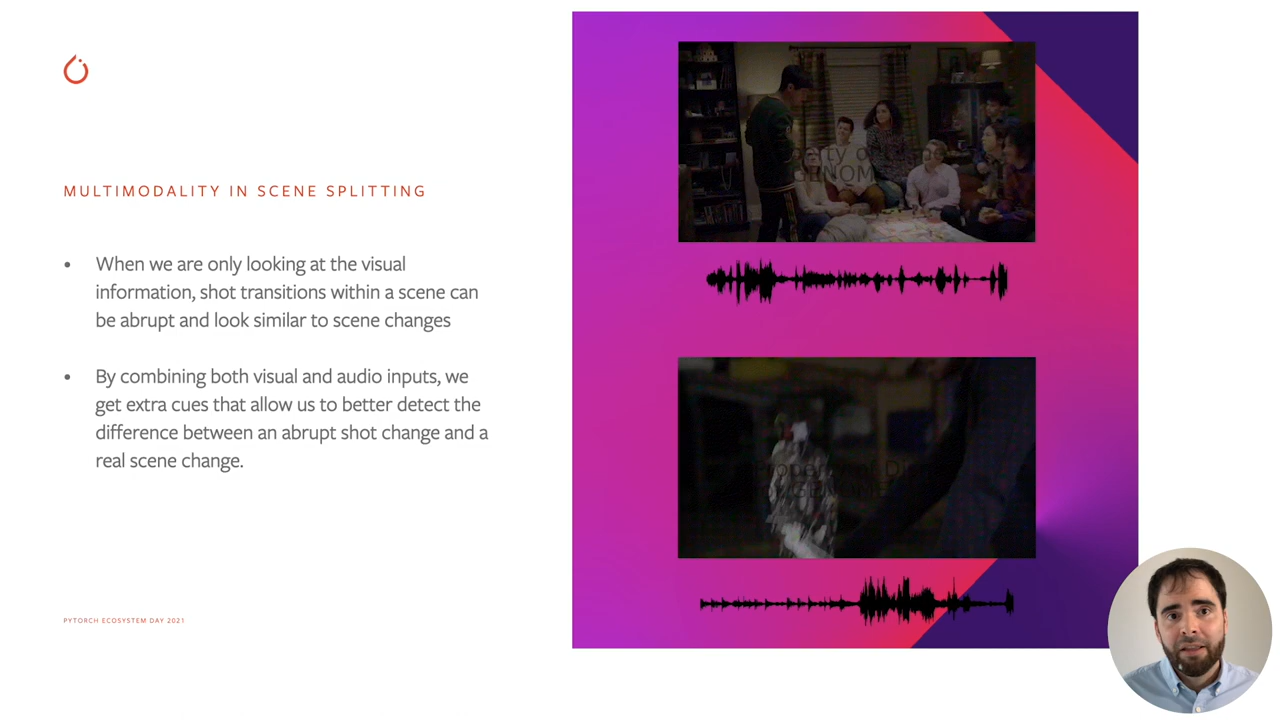 MULTIMODALITY IN SCENE SPLITTING
• When we are only looking at the visual
information, shot transitions within a scene can
be abrupt and look similar to scene changes
• By combining both visual and audio inputs, we
get extra cues that allow us to better detect the
difference between an abrupt shot change and a
real scene change.
PYTORCH ECOSYSTEM DAY 2021
GENOME
Property of